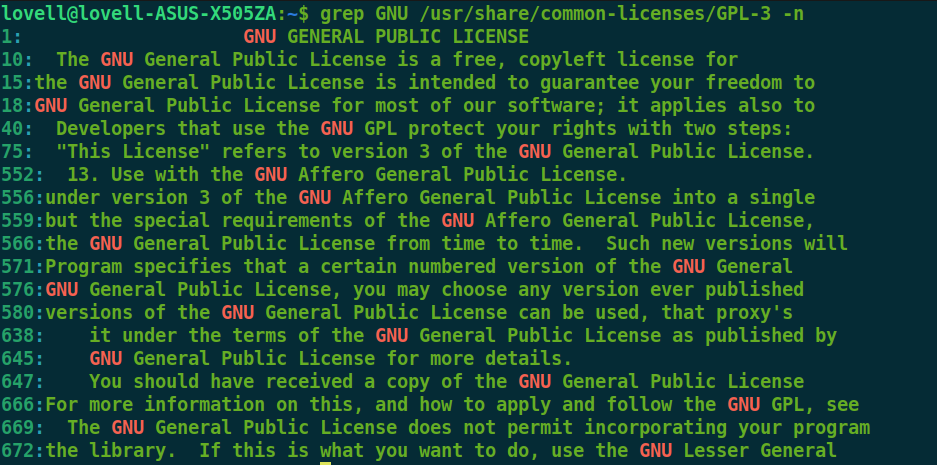 lovell@lovell-ASUS-X505ZA:~$ grep GNU /usr/share/common-licenses/GPL-3 -n
1:                    GNU GENERAL PUBLIC LICENSE
10:  The GNU General Public License is a free, copyleft license for
15:the GNU General Public License is intended to guarantee your freedom to
18:GNU General Public License for most of our software; it applies also to
40:  Developers that use the GNU GPL protect your rights with two steps:
75:  "This License" refers to version 3 of the GNU General Public License.
552:  13. Use with the GNU Affero General Public License.
556:under version 3 of the GNU Affero General Public License into a single
559:but the special requirements of the GNU Affero General Public License,
566:the GNU General Public License from time to time.  Such new versions will
571:Program specifies that a certain numbered version of the GNU General
576:GNU General Public License, you may choose any version ever published
580:versions of the GNU General Public License can be used, that proxy's
638:    it under the terms of the GNU General Public License as published by
645:    GNU General Public License for more details.
647:    You should have received a copy of the GNU General Public License
666:For more information on this, and how to apply and follow the GNU GPL, see
669:  The GNU General Public License does not permit incorporating your program
672:the library.  If this is what you want to do, use the GNU Lesser General